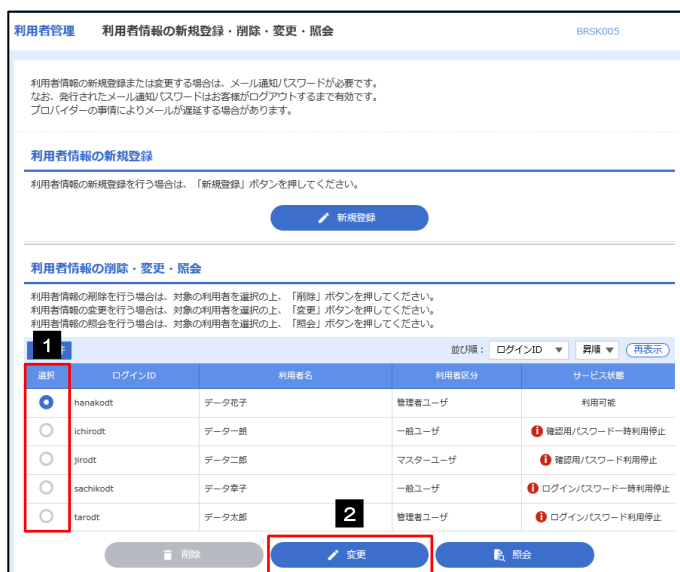 利用者管理 利用者情報の新規登録・削除・変更・照会 BRSK005
利用者情報の新規登録または変更する場合は、メール通知パスワードが必要です。
なお、発行されたメール通知パスワードはお客様がログアウトするまで有効です。
プロバイダーの事情によりメールが遅延する場合があります。
利用者情報の新規登録
利用者情報の新規登録を行う場合は、「新規登録」ボタンを押してください。
新規登録
利用者情報の削除・変更・照会
利用者情報の削除を行う場合は、対象の利用者を選択の上、「削除」ボタンを押してください。
利用者情報の変更を行う場合は、対象の利用者を選択の上、「変更」ボタンを押してください。
利用者情報の照会を行う場合は、対象の利用者を選択の上、「照会」ボタンを押してください。
1 件 並び順: ログインID ▼ 昇順 ▼ 再表示
選択 ログインID 利用者名 利用者区分 サービス状態
hanakodt データ花子 管理者ユーザ 利用可能
ichirodt データ一朗 一般ユーザ 確認用パスワード一時利用停止
jirodt データ二郎 マスターユーザ 確認用パスワード利用停止
sachikodt データ幸子 一般ユーザ ログインパスワード一時利用停止
tarodt データ太郎 管理者ユーザ ログインパスワード利用停止
2
削除 変更 照会